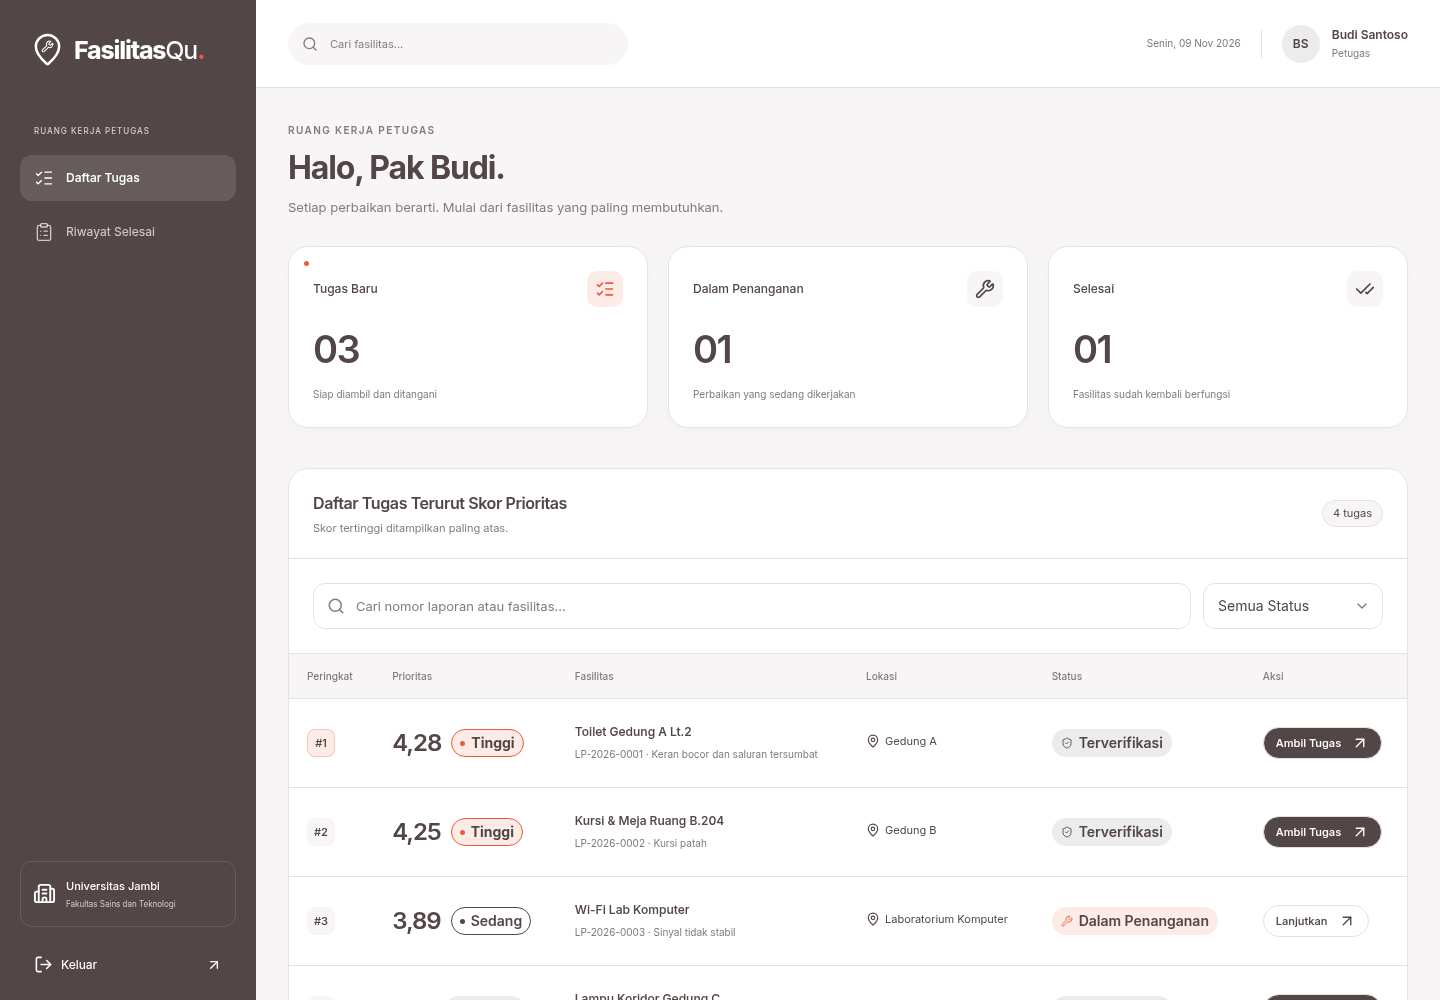 FasilitasQu.
RUANG KERJA PETUGAS
Daftar Tugas
Riwayat Selesai
Universitas Jambi
Fakultas Sains dan Teknologi
Keluar
Cari fasilitas...
Senin, 09 Nov 2026
BS
Budi Santoso
Petugas
RUANG KERJA PETUGAS
Halo, Pak Budi.
Setiap perbaikan berarti. Mulai dari fasilitas yang paling membutuhkan.
Tugas Baru
03
Siap diambil dan ditangani
Dalam Penanganan
01
Perbaikan yang sedang dikerjakan
Selesai
01
Fasilitas sudah kembali berfungsi
Daftar Tugas Terurut Skor Prioritas
Skor tertinggi ditampilkan paling atas.
4 tugas
Cari nomor laporan atau fasilitas...
Semua Status
Peringkat Prioritas Fasilitas Lokasi Status Aksi
#1 4,28 Tinggi Toilet Gedung A Lt.2 Gedung A Terverifikasi Ambil Tugas
LP-2026-0001 · Keran bocor dan saluran tersumbat
#2 4,25 Tinggi Kursi & Meja Ruang B.204 Gedung B Terverifikasi Ambil Tugas
LP-2026-0002 · Kursi patah
#3 3,89 Sedang Wi-Fi Lab Komputer Laboratorium Komputer Dalam Penanganan Lanjutkan
LP-2026-0003 · Sinyal tidak stabil
Lampu Koridor Gedung C